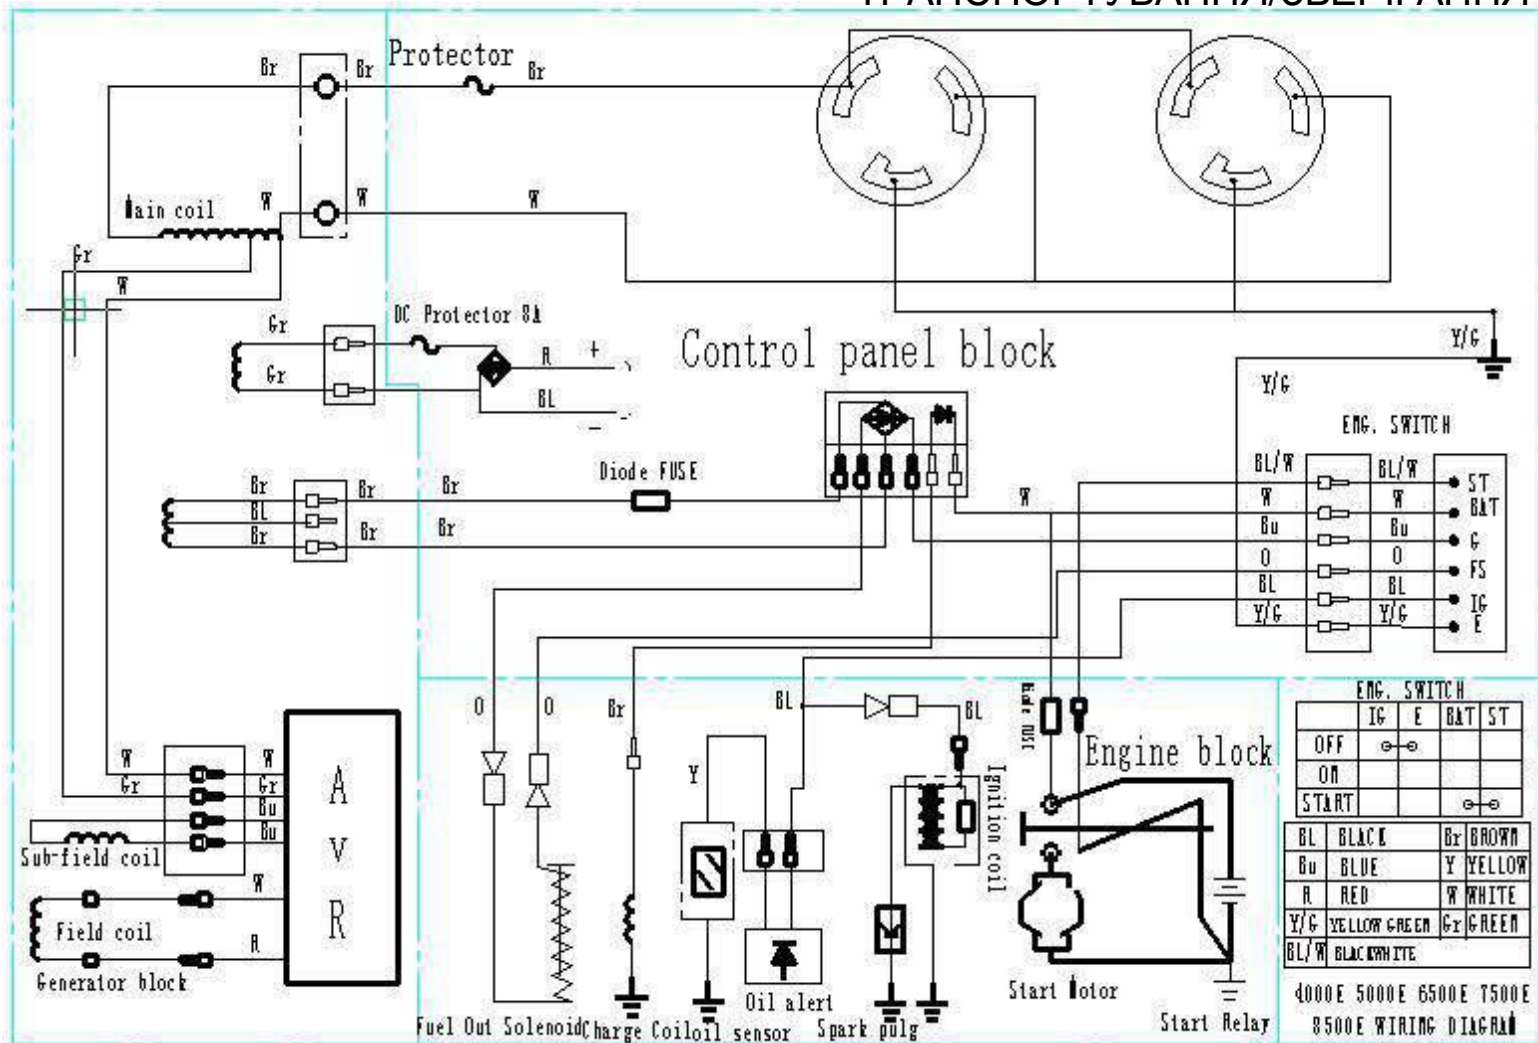 ТРАНСПОРТУВАННЯ/ЗБЕРІГАННЯ
Protector
Br Br Br
Main coil
W W W
Gr
W
DC Protector 8A
Gr
R +
Gr
BL
−
Control panel block
Y/G
Y/G
ENG. SWITCH
BL/W BL/W ST
W W W BAT
Bu Bu G
O O FS
BL BL IG
Y/G Y/G E
Diode FUSE
Br Br Br
BL
Br Br Br
O O Br BL BL
Y
Engine block
Ignition coil
W W
Gr Gr
Bu
Bu
Sub-field coil
W
Field coil
R
Generator block
A
V
R
Fuel Out Solenoid
Charge Coil
oil sensor
Oil alert
Spark pulg
Start Motor
Start Relay
ENG. SWITCH
IG E BAT ST
OFF
ON
START
BL BLACK Br BROWN
Bu BLUE Y YELLOW
R RED W WHITE
Y/G YELLOW GREEN Gr GREEN
BL/W BLACKWHITE
4000E 5000E 6500E 7500E
8500E WIRING DIAGRAM